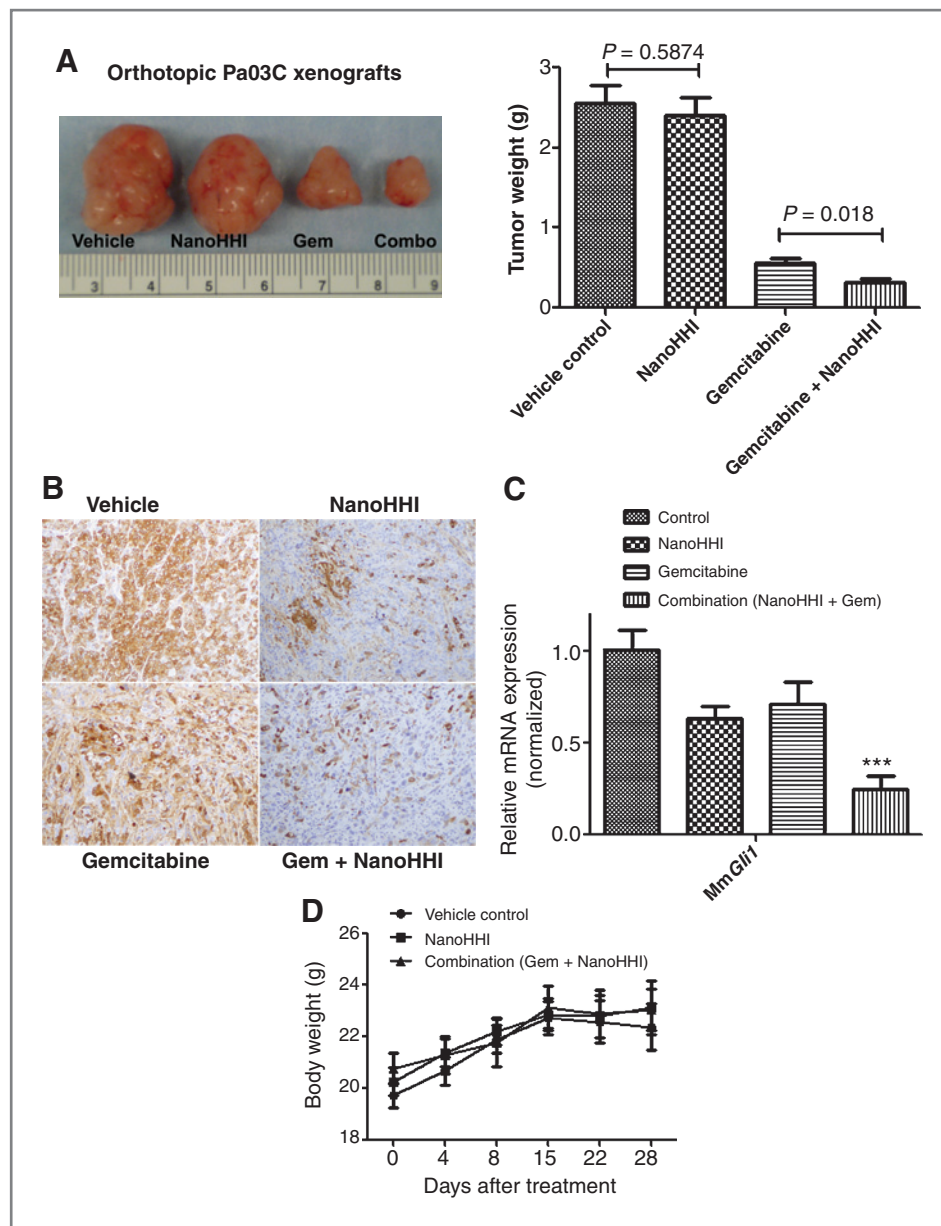 A
Orthotopic Pa03C xenografts
Vehicle NanoHHI Gem Combo
3 4 5 6 7 8 9
P = 0.5874
P = 0.018
Tumor weight (g)
3
2
1
0
Vehicle control
NanoHHI
Gemcitabine
Gemcitabine + NanoHHI
B
Vehicle NanoHHI
Gemcitabine Gem + NanoHHI
C
Control
NanoHHI
Gemcitabine
Combination (NanoHHI + Gem)
Relative mRNA expression
(normalized)
1.0
0.5
0.0
***
MmGli1
D
Vehicle control
NanoHHI
Combination (Gem + NanoHHI)
Body weight (g)
26
24
22
20
18
0 4 8 15 22 28
Days after treatment